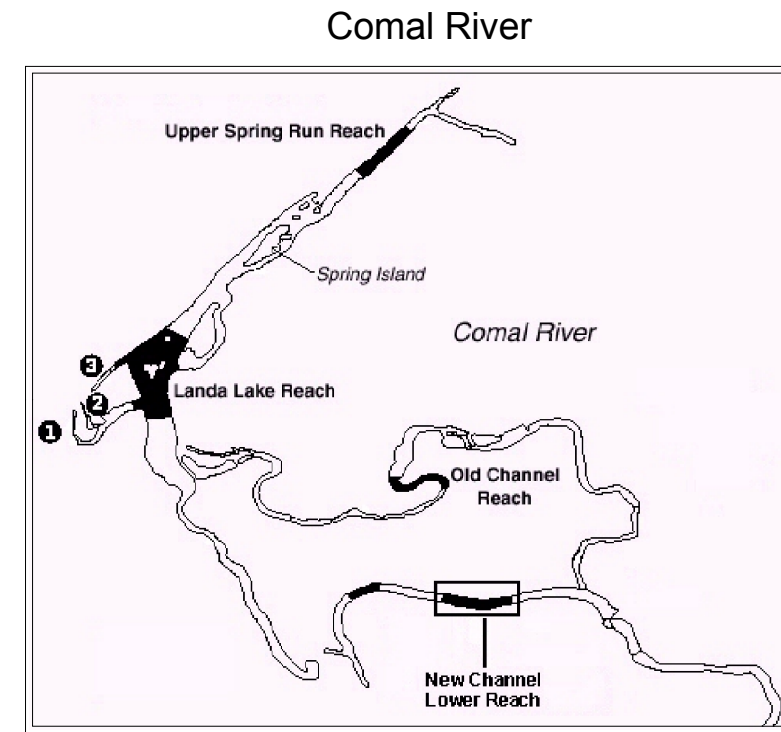 Comal River
Upper Spring Run Reach
Spring Island
Comal River
3
Landa Lake Reach
2
1
Old Channel
Reach
New Channel
Lower Reach